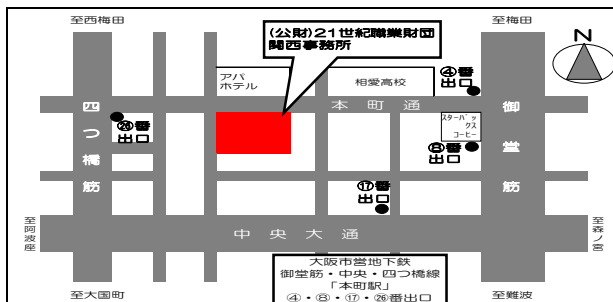 至西梅田
至梅田
(公財)21世紀職業財団
関西事務所
N
アパ
ホテル
相愛高校
④番
出口
本町通
四つ橋筋
㉖番
出口
スターバッ
クス
コーヒー
御堂筋
⑧番
出口
⑰番
出口
至阿波座
中央大通
至森ノ宮
大阪市営地下鉄
御堂筋・中央・四つ橋線
「本町駅」
④・⑧・⑰・㉖番出口
至大国町
至難波